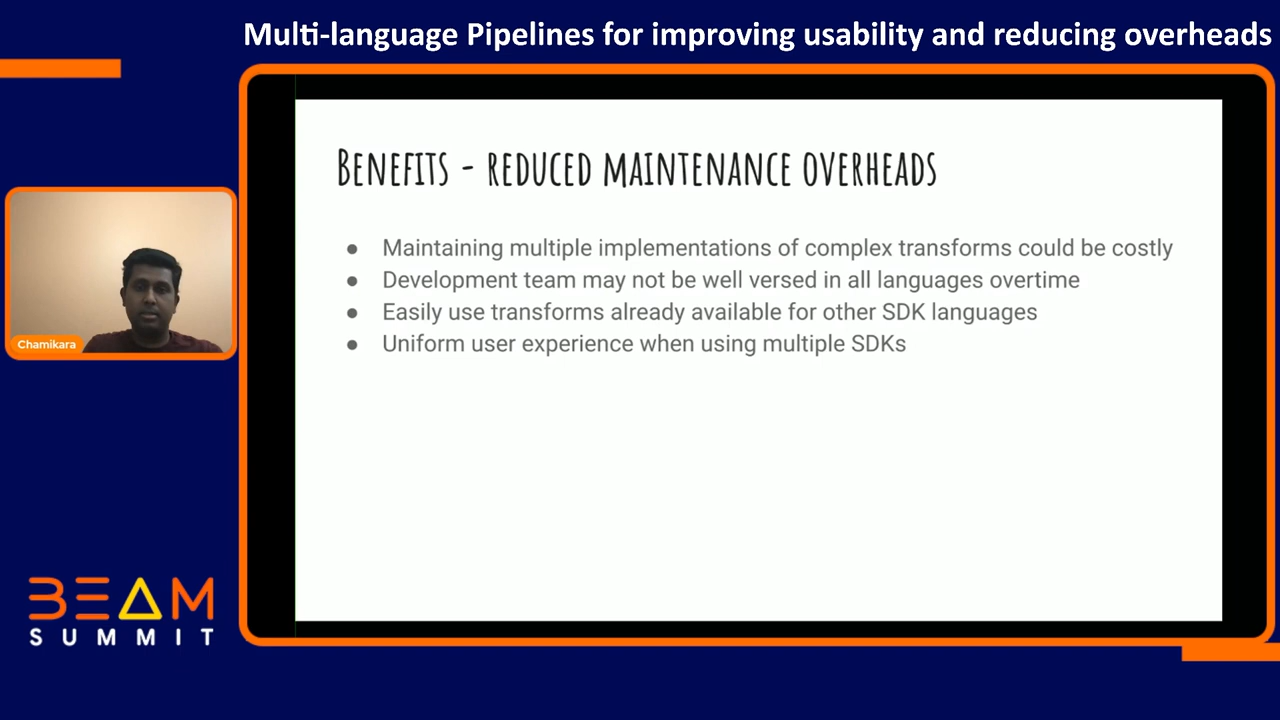 Multi-language Pipelines for improving usability and reducing overheads
BENEFITS - REDUCED MAINTENANCE OVERHEADS
● Maintaining multiple implementations of complex transforms could be costly
● Development team may not be well versed in all languages overtime
● Easily use transforms already available for other SDK languages
● Uniform user experience when using multiple SDKs
Chamikara
BEAM
SUMMIT